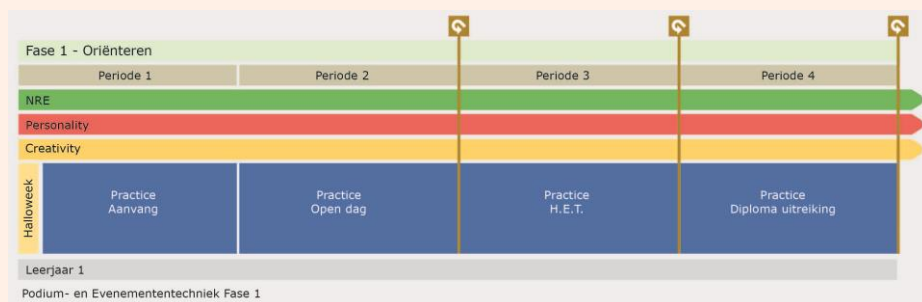 Fase 1 - Oriënteren
Periode 1
Periode 2
Periode 3
Periode 4
NRE
Personality
Creativity
Halloweek
Practice
Aanvang
Practice
Open dag
Practice
H.E.T.
Practice
Diploma uitreiking
Leerjaar 1
Podium- en Evenemententechniek Fase 1